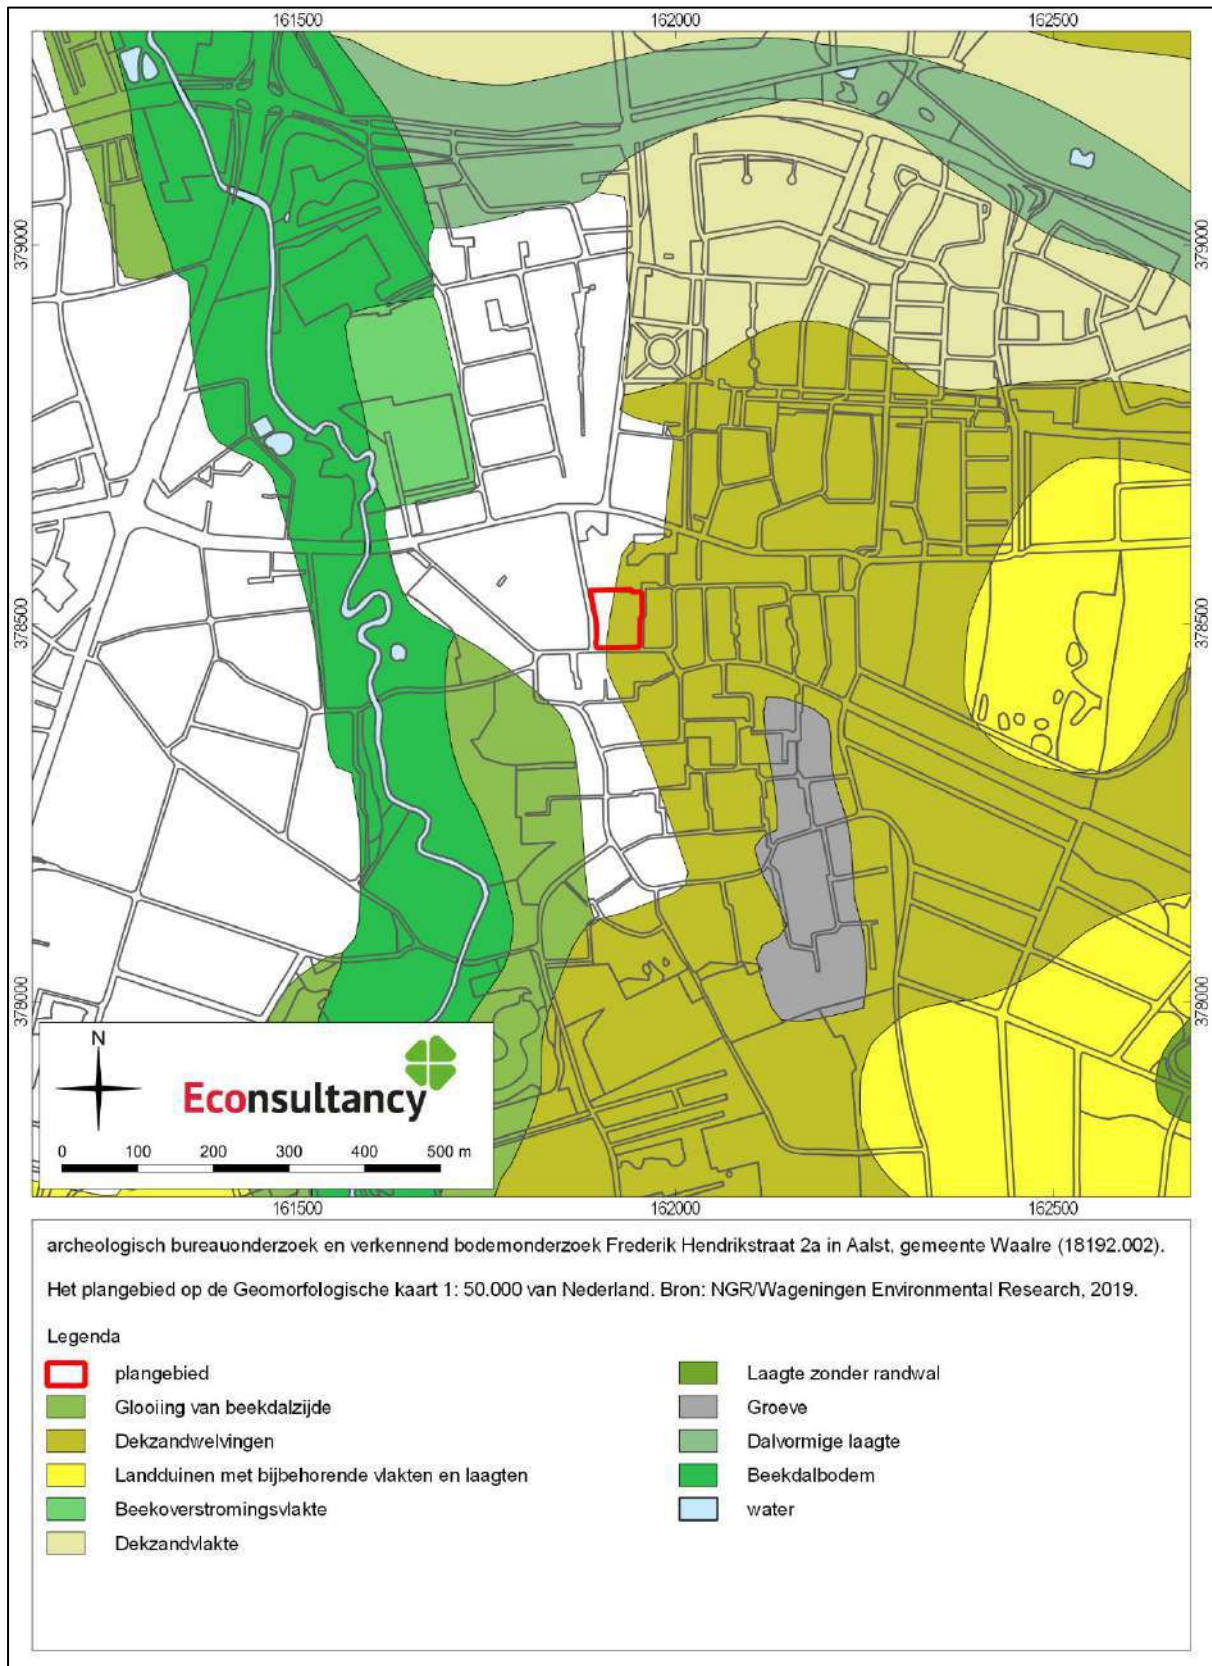 161500 162000 162500
379000 379000
378500 378500
378000 378000
N
Econsultancy
0 100 200 300 400 500 m
161500 162000 162500
archeologisch bureauonderzoek en verkennend bodemonderzoek Frederik Hendrikstraat 2a in Aalst, gemeente Waalre (18192.002).
Het plangebied op de Geomorfologische kaart 1: 50.000 van Nederland. Bron: NGR/Wageningen Environmental Research, 2019.
Legenda
plangebied
Glooiing van beekdalzijde
Dekzandwelvingen
Landduinen met bijbehorende vlakten en laagten
Beekoverstromingsvlakte
Dekzandvlakte
Laagte zonder randwal
Groeve
Dalvormige laagte
Beekdalbodem
water